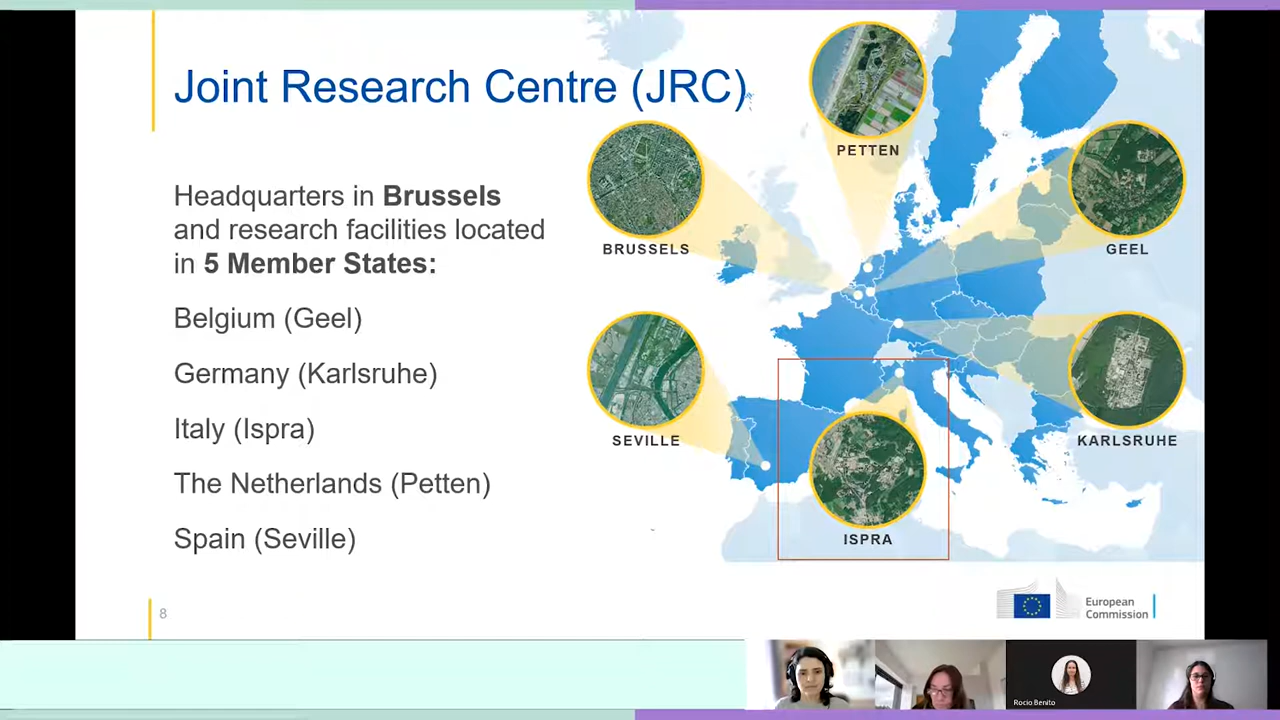 Joint Research Centre (JRC)
Headquarters in Brussels
and research facilities located
in 5 Member States:
Belgium (Geel)
Germany (Karlsruhe)
Italy (Ispra)
The Netherlands (Petten)
Spain (Seville)
PETTEN
BRUSSELS
GEEL
SEVILLE
KARLSRUHE
ISPRA
8
European
Commission
Rocio Benito